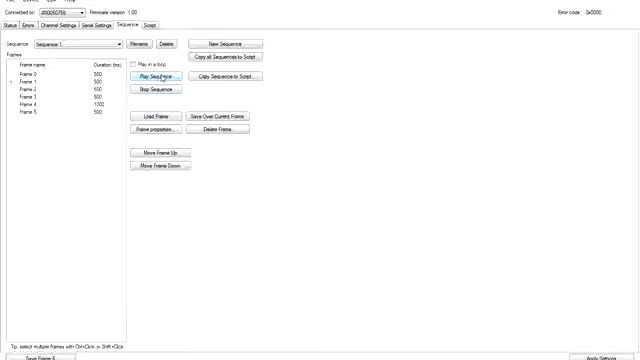 Connected to: #00050750 Firmware version 1.00 Error code: 0x0000
Status Errors Channel Settings Serial Settings Sequence Script
Sequence: Sequence 1 Rename Delete New Sequence
Frames Copy all Sequences to Script
Frame name Duration (ms) Play in a loop
Frame 0 500 Play Sequence Copy Sequence to Script...
Frame 1 500
Frame 2 Stop Sequence
Frame 3 500
Frame 4
Frame 5 500 Load Frame Save Over Current Frame
Frame properties... Delete Frame
Move Frame Up
Move Frame Down
Tip: select multiple frames with Ctrl+Click or Shift+Click
Save Frame 6 Apply Settings